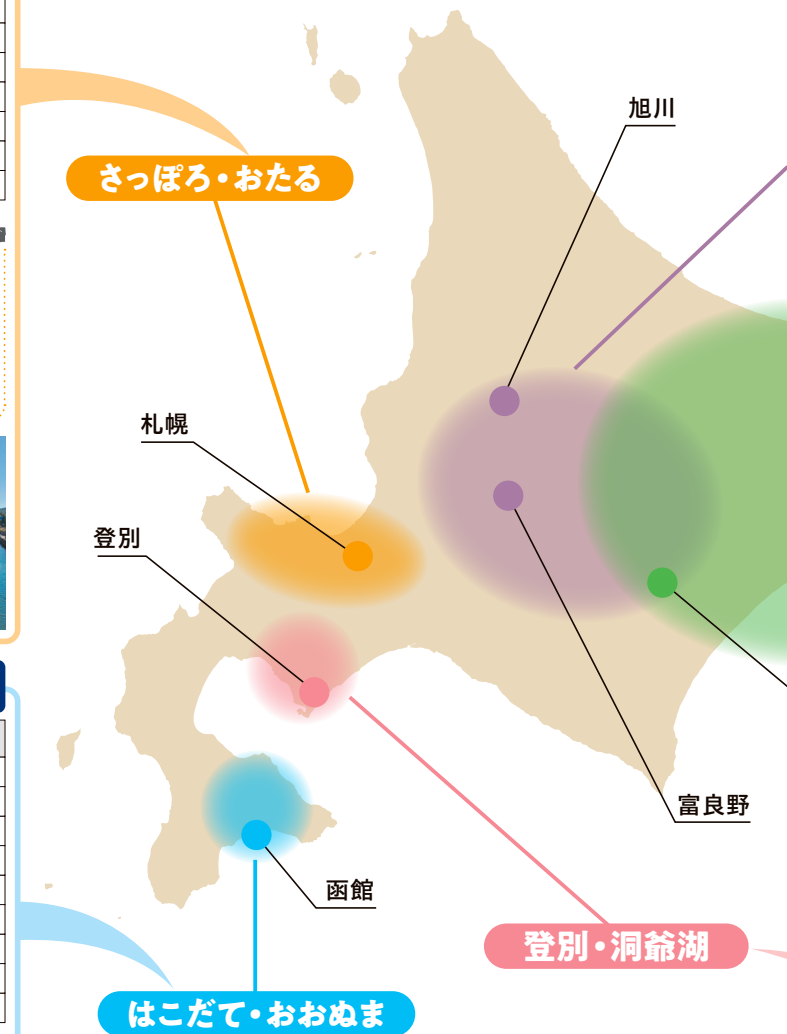 旭川
さっぽろ・おたる
札幌
登別
富良野
函館
登別・洞爺湖
はこだて・おおぬま